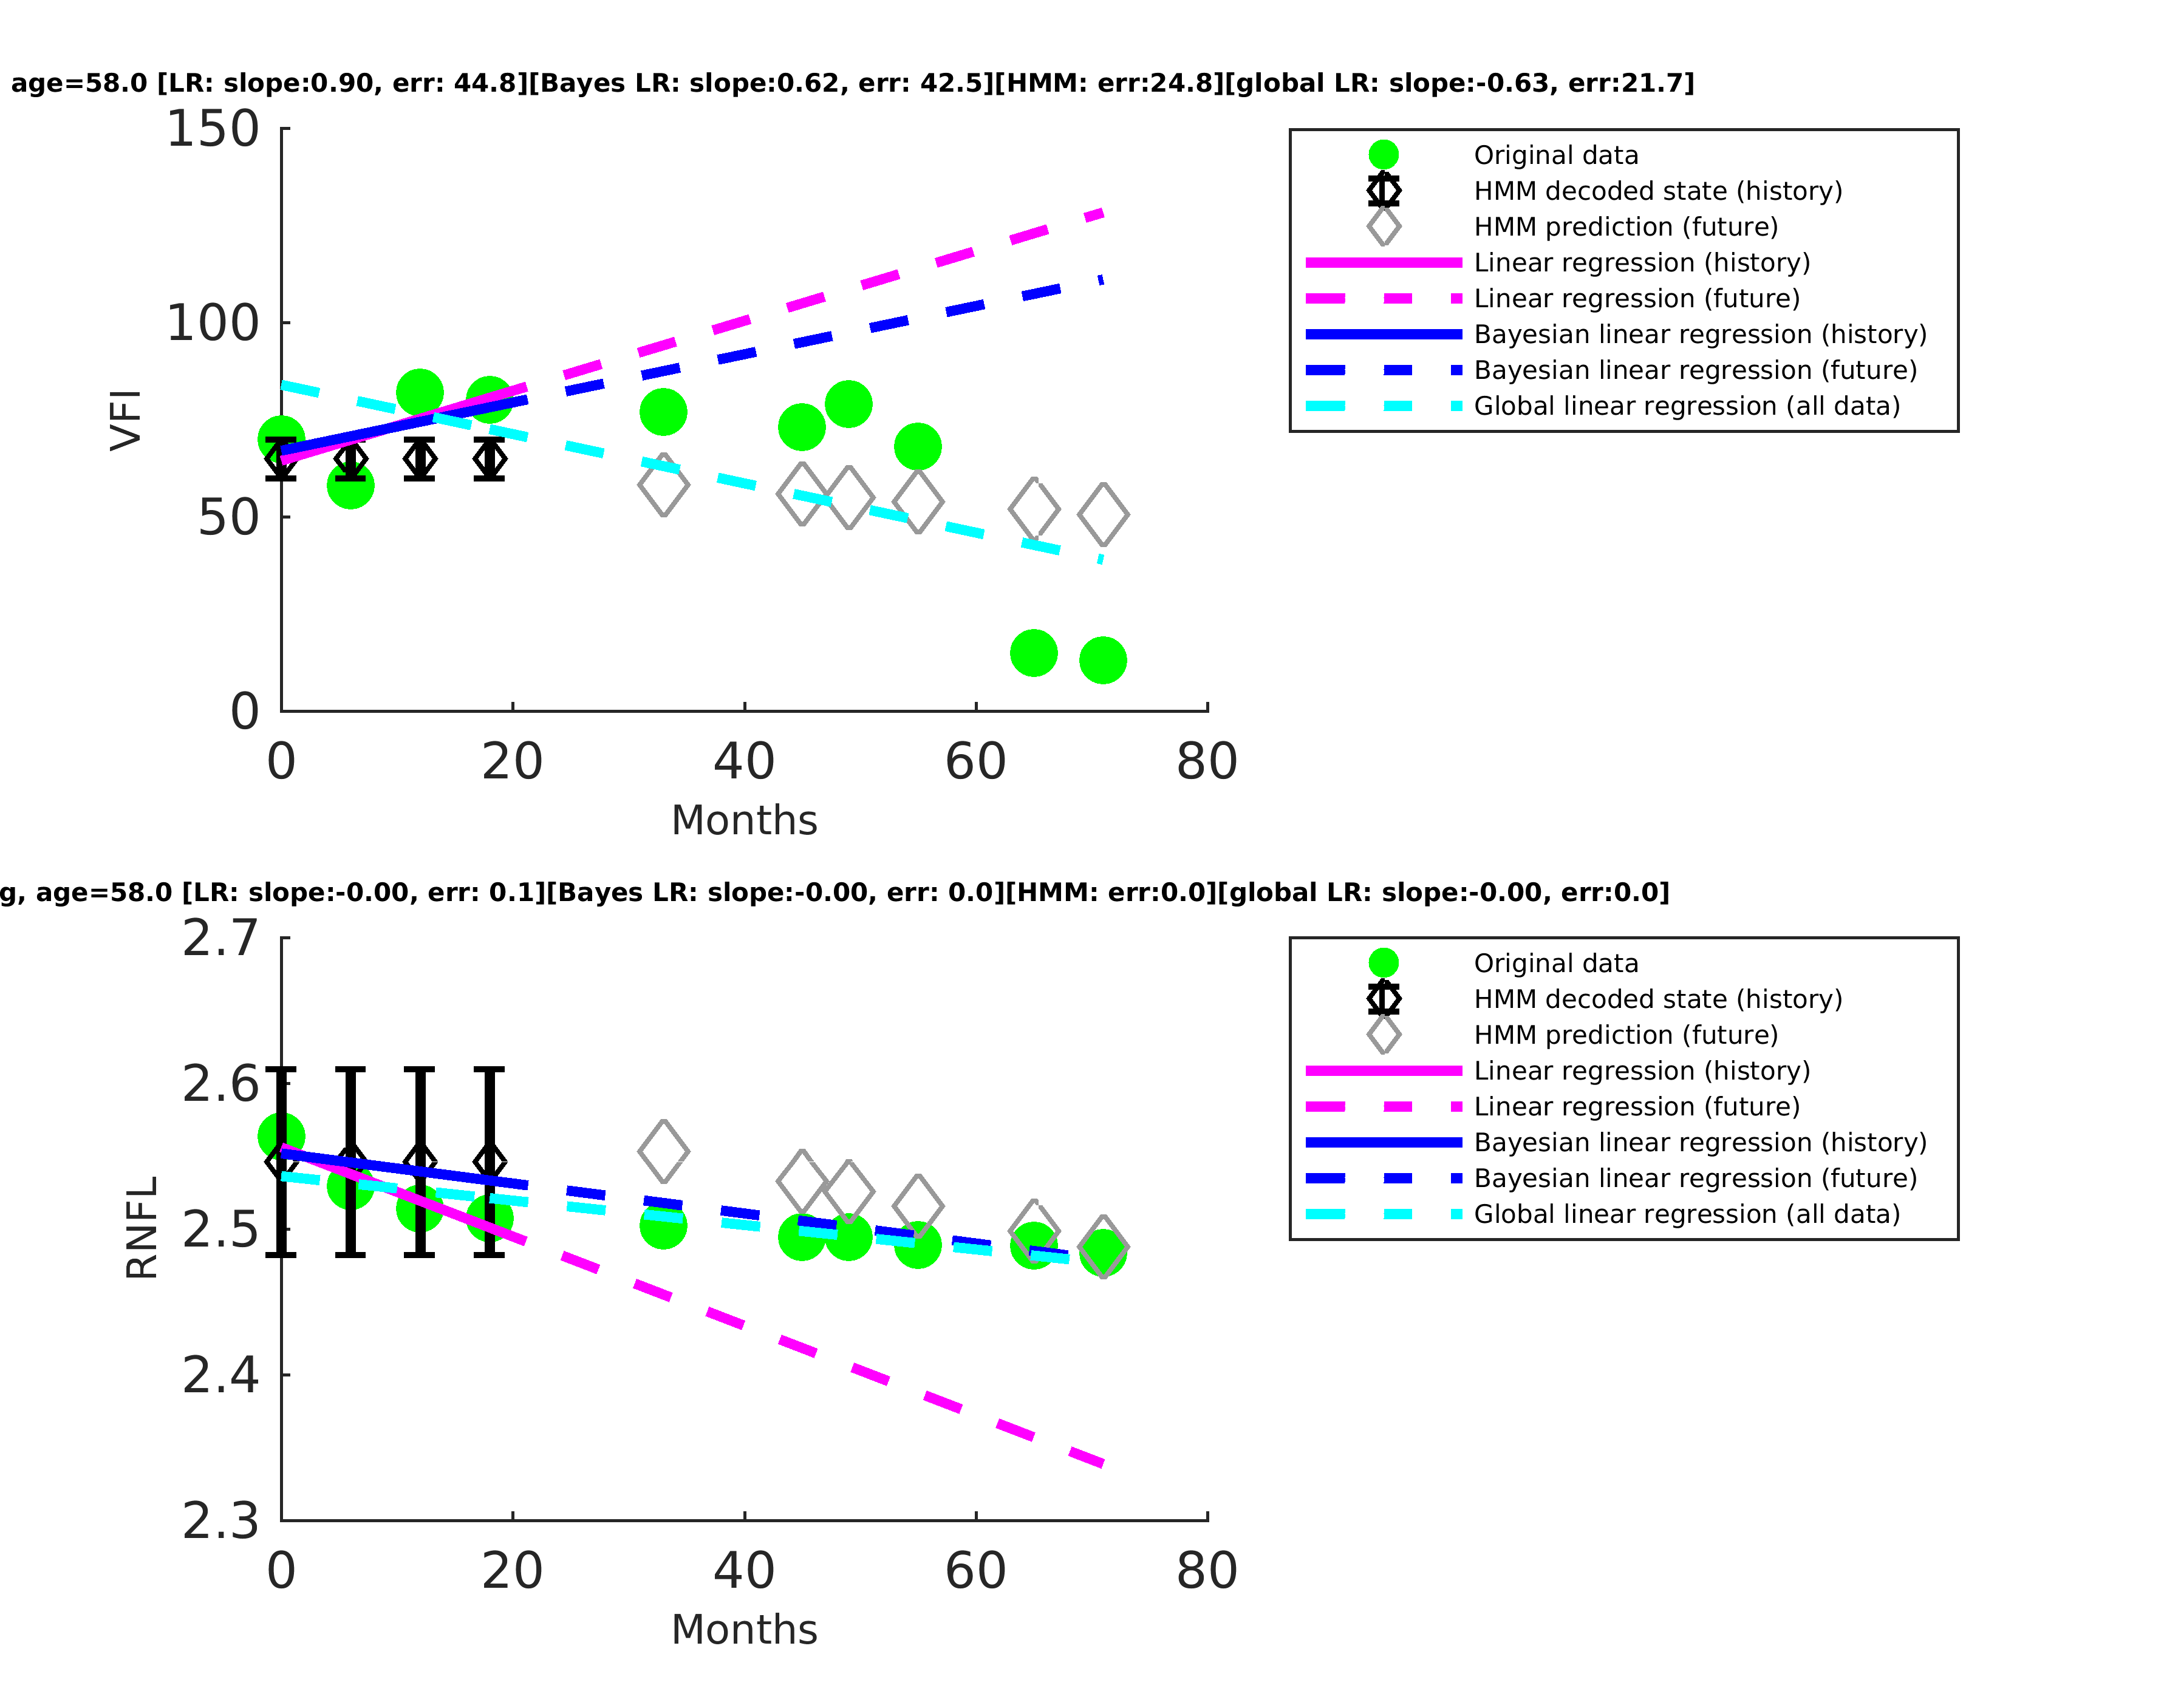 age=58.0 [LR: slope:0.90, err: 44.8][Bayes LR: slope:0.62, err: 42.5][HMM: err:24.8][global LR: slope:-0.63, err:21.7]
150
100
50
0
VFI
0 20 40 60 80
Months
Original data
HMM decoded state (history)
HMM prediction (future)
Linear regression (history)
Linear regression (future)
Bayesian linear regression (history)
Bayesian linear regression (future)
Global linear regression (all data)
g, age=58.0 [LR: slope:-0.00, err: 0.1][Bayes LR: slope:-0.00, err: 0.0][HMM: err:0.0][global LR: slope:-0.00, err:0.0]
2.7
2.6
2.5
2.4
2.3
RNFL
0 20 40 60 80
Months
Original data
HMM decoded state (history)
HMM prediction (future)
Linear regression (history)
Linear regression (future)
Bayesian linear regression (history)
Bayesian linear regression (future)
Global linear regression (all data)